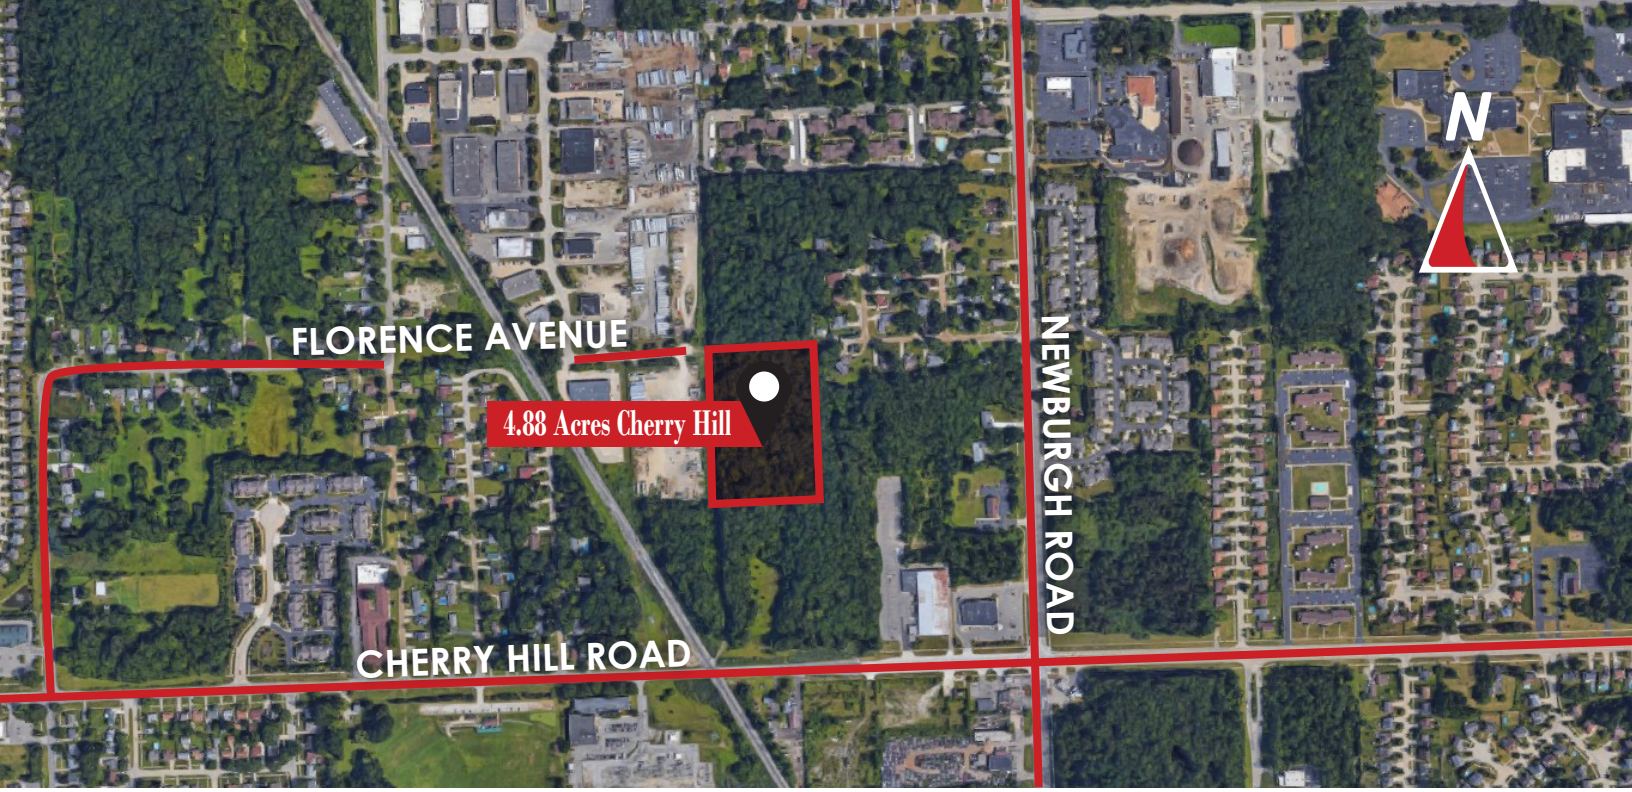 N
FLORENCE AVENUE
4.88 Acres Cherry Hill
NEWBURGH ROAD
CHERRY HILL ROAD